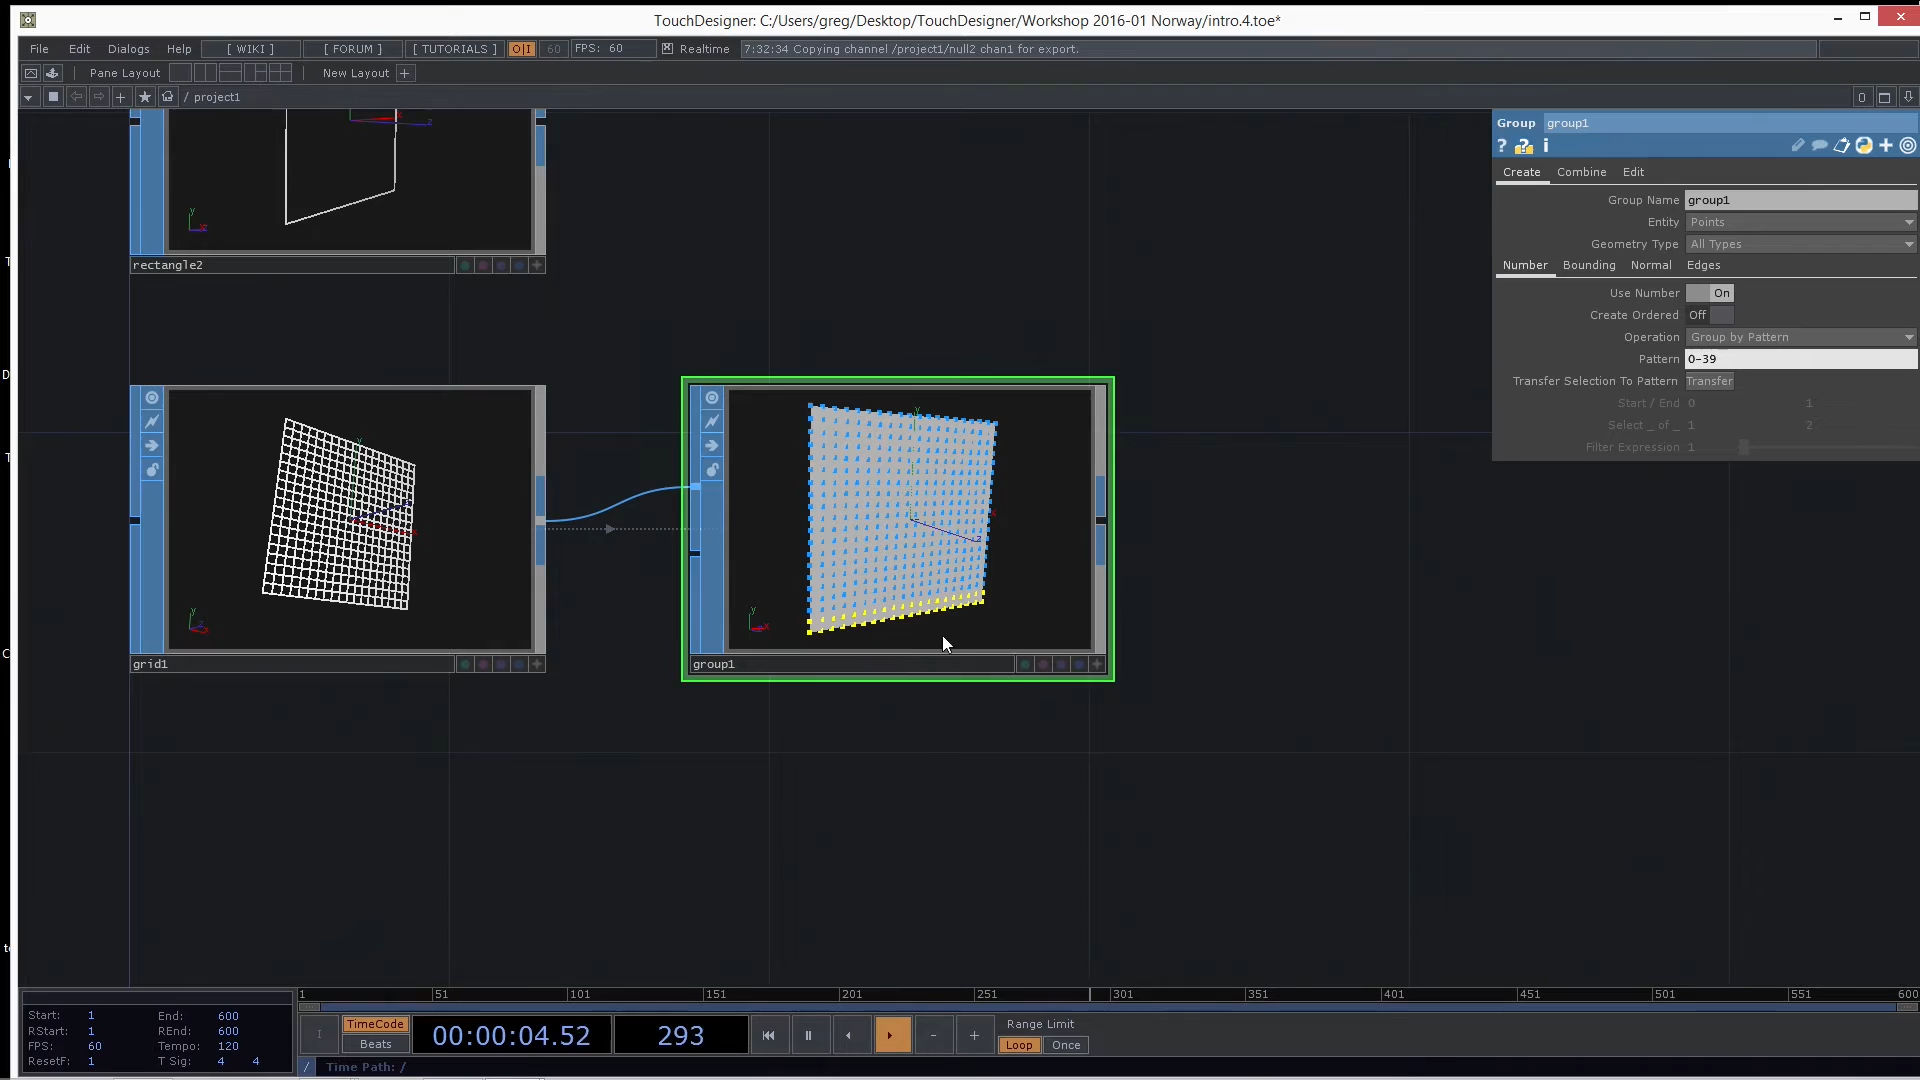 TouchDesigner: C:/Users/greg/Desktop/TouchDesigner/Workshop 2016-01 Norway/intro.4.toe*
File Edit Dialogs Help [ WIKI ] [ FORUM ] [ TUTORIALS ] O|I 60 FPS: 60 Realtime 7:32:34 Copying channel /project1/null2 chan1 for export.
Pane Layout New Layout +
/ project1 0
Group group1
? ? i
Create Combine Edit
Group Name group1
Entity Points
Geometry Type All Types
Number Bounding Normal Edges
Use Number On
Create Ordered Off
Operation Group by Pattern
Pattern 0-39
Transfer Selection To Pattern Transfer
Start / End 0 1
Select _ of _ 1 2
Filter Expression 1
rectangle2
grid1
group1
1 51 101 151 201 251 301 351 401 451 501 551 600
Start: 1 End: 600
RStart: 1 REnd: 600
FPS: 60 Tempo: 120
ResetF: 1 T Sig: 4 4
TimeCode
Beats
00:00:04.52
293
Range Limit
Loop Once
/ Time Path: /